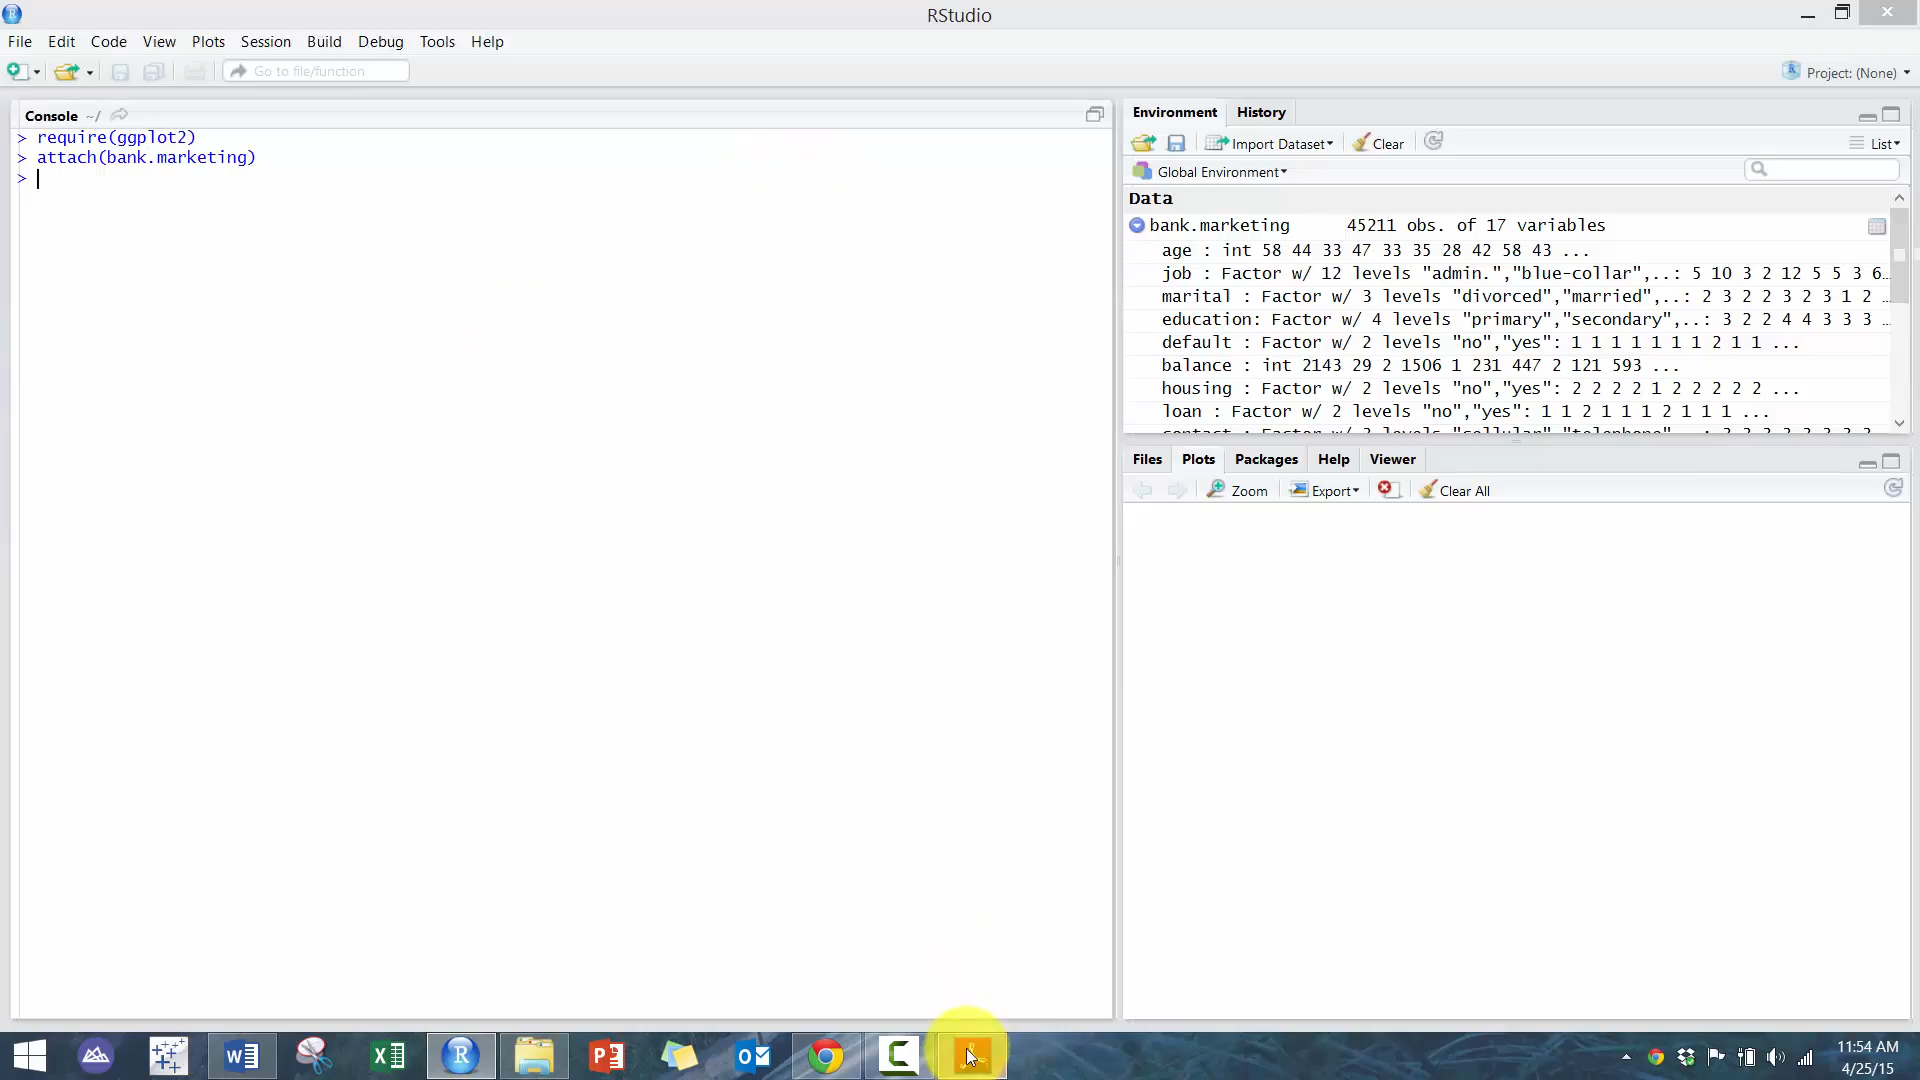 RStudio
File Edit Code View Plots Session Build Debug Tools Help
Go to file/function
Project: (None)
Console ~/
> require(ggplot2)
> attach(bank.marketing)
>
Environment History
Import Dataset Clear List
Global Environment
Data
bank.marketing 45211 obs. of 17 variables
age : int 58 44 33 47 33 35 28 42 58 43 ...
job : Factor w/ 12 levels "admin.","blue-collar",..: 5 10 3 2 12 5 5 3 6…
marital : Factor w/ 3 levels "divorced","married",..: 2 3 2 2 3 2 3 1 2 …
education: Factor w/ 4 levels "primary","secondary",..: 3 2 2 4 4 3 3 3 …
default : Factor w/ 2 levels "no","yes": 1 1 1 1 1 1 1 2 1 1 ...
balance : int 2143 29 2 1506 1 231 447 2 121 593 ...
housing : Factor w/ 2 levels "no","yes": 2 2 2 2 1 2 2 2 2 2 ...
loan : Factor w/ 2 levels "no","yes": 1 1 2 1 1 1 2 1 1 1 ...
Files Plots Packages Help Viewer
Zoom Export Clear All
11:54 AM
4/25/15